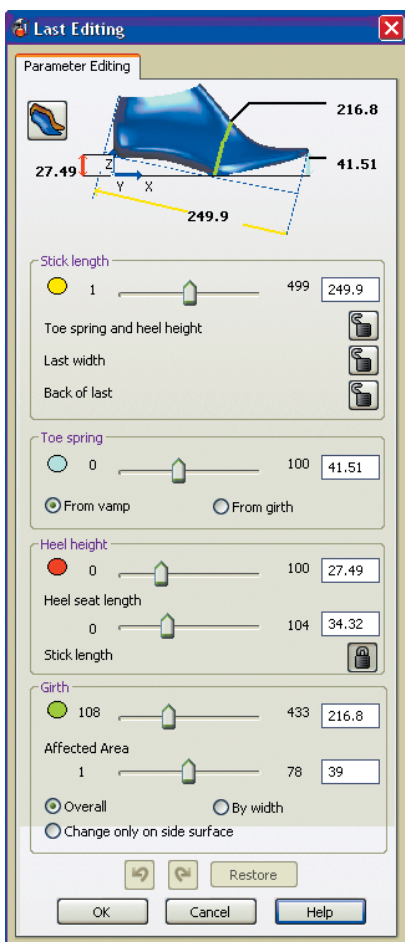 Last Editing
Parameter Editing
216.8
41.51
27.49
Z
Y X
249.9
Stick length
1 499 249.9
Toe spring and heel height
Last width
Back of last
Toe spring
0 100 41.51
From vamp From girth
Heel height
0 100 27.49
Heel seat length
0 104 34.32
Stick length
Girth
108 433 216.8
Affected Area
1 78 39
Overall By width
Change only on side surface
Restore
OK Cancel Help